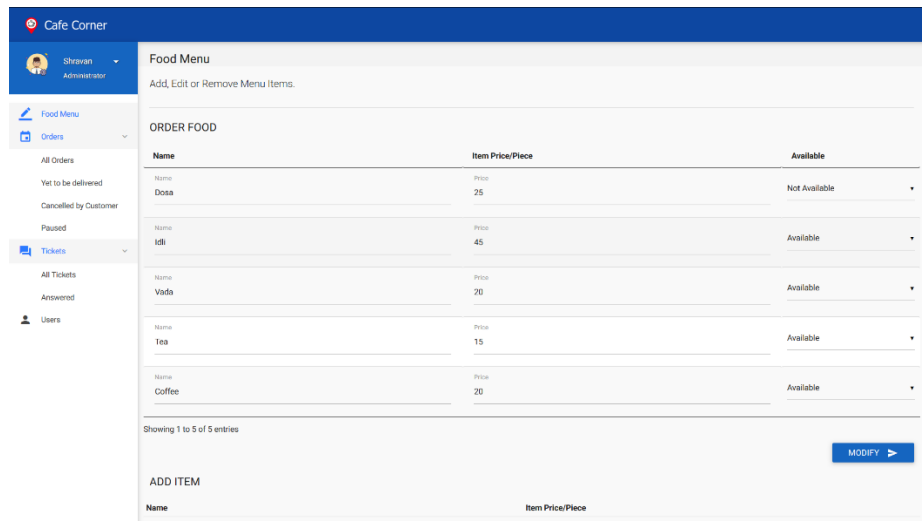 Cafe Corner
Shravan
Administrator
Food Menu
Orders
All Orders
Yet to be delivered
Cancelled by Customer
Paused
Tickets
All Tickets
Answered
Users
Food Menu
Add, Edit or Remove Menu Items.
ORDER FOOD
Name Item Price/Piece Available
Name Price
Dosa 25 Not Available
Name Price
Idli 45 Available
Name Price
Vada 20 Available
Name Price
Tea 15 Available
Name Price
Coffee 20 Available
Showing 1 to 5 of 5 entries
MODIFY
ADD ITEM
Name Item Price/Piece